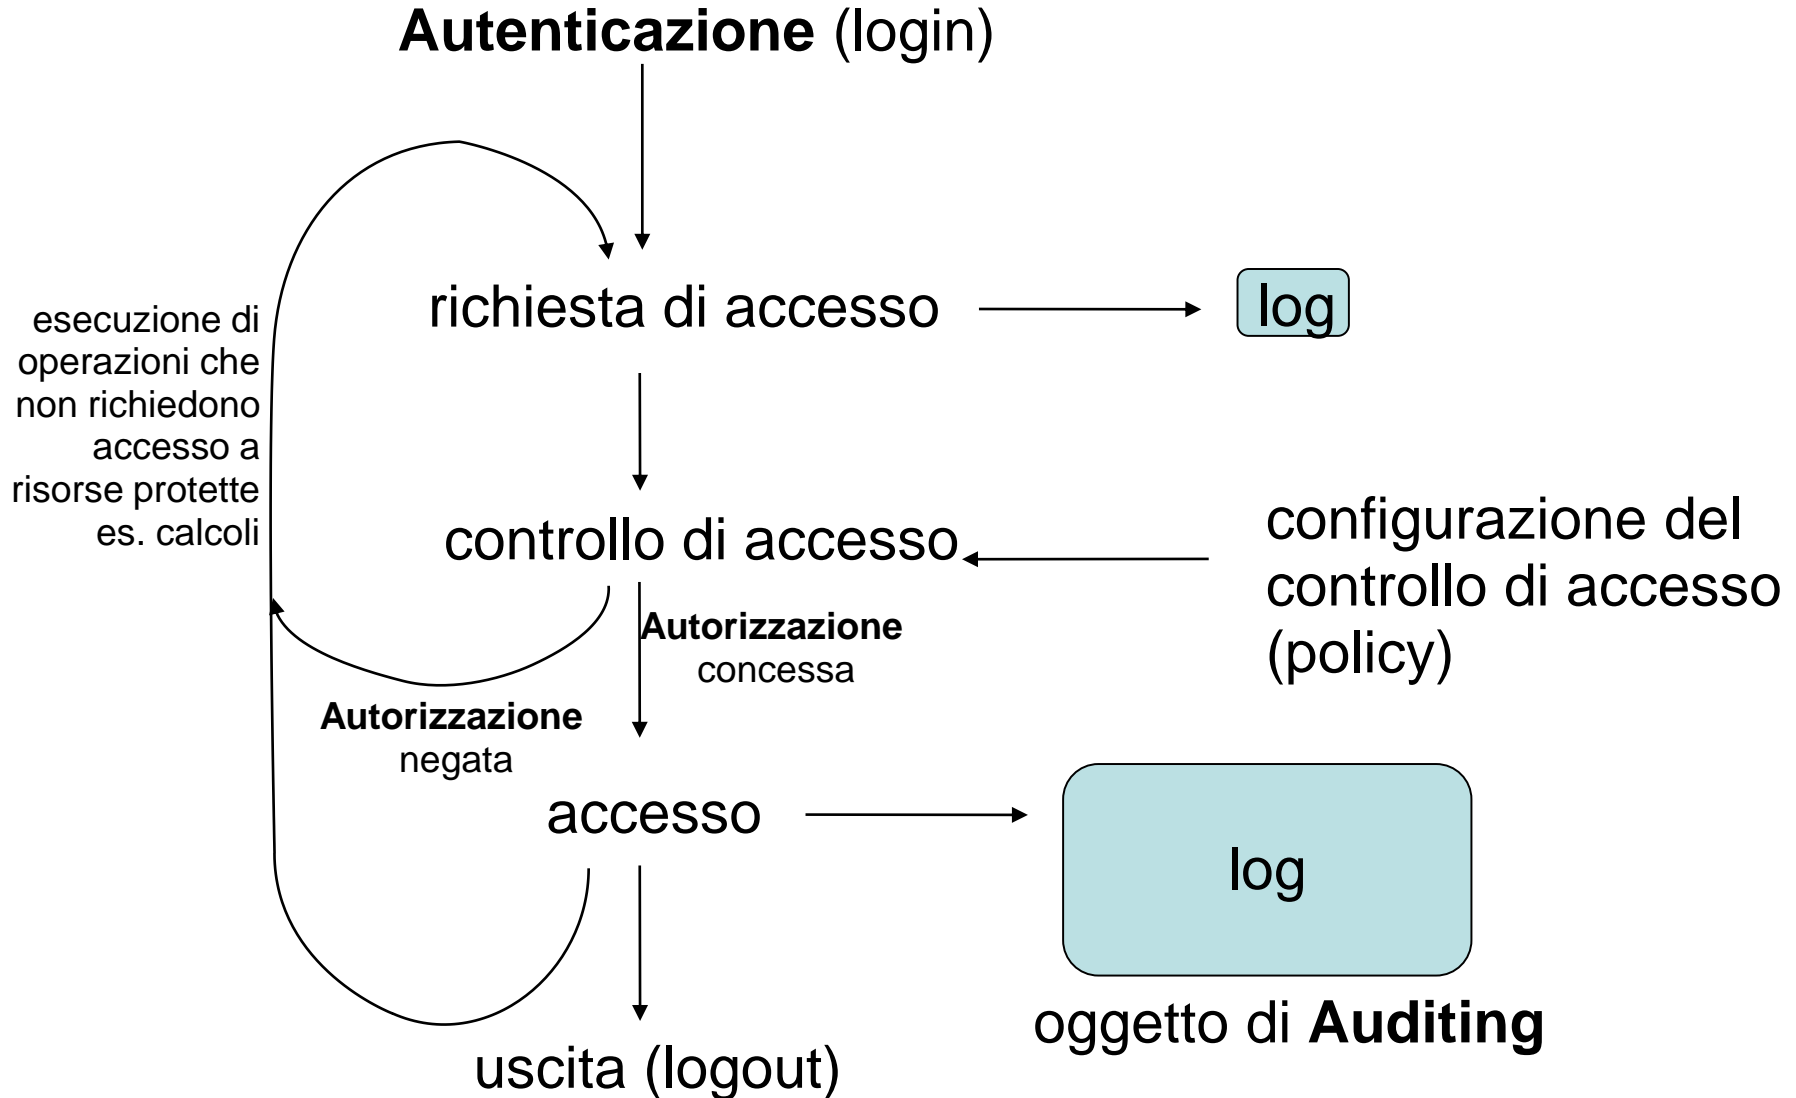 Autenticazione (login)
richiesta di accesso
log
esecuzione di
operazioni che
non richiedono
accesso a
risorse protette
es. calcoli
controllo di accesso
configurazione del
controllo di accesso
(policy)
Autorizzazione
concessa
Autorizzazione
negata
accesso
log
oggetto di Auditing
uscita (logout)